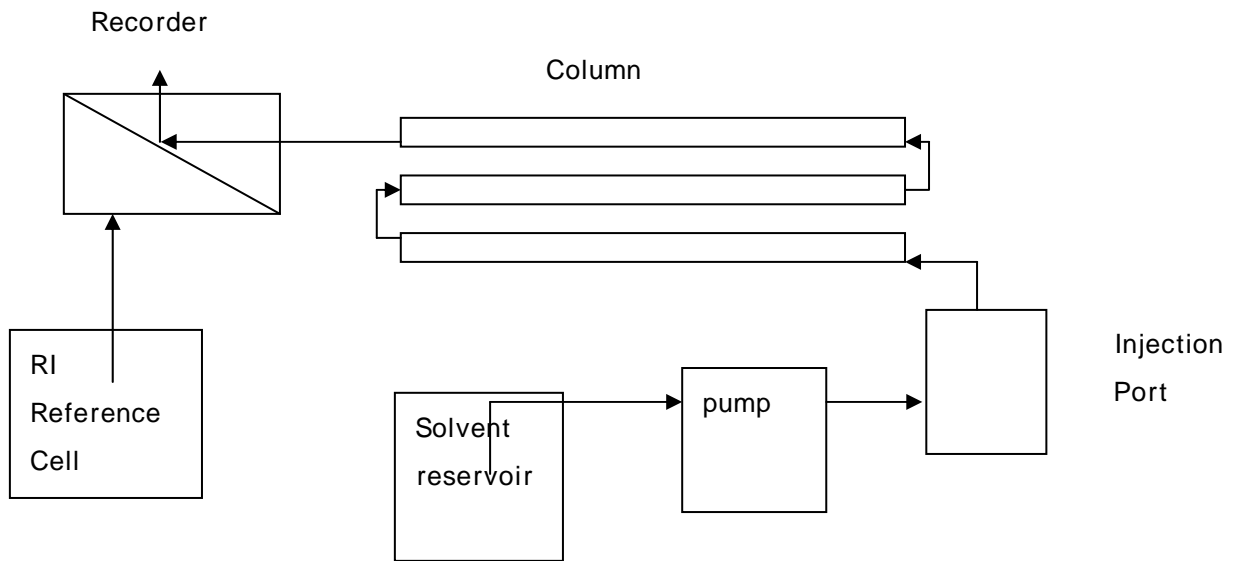 Recorder
Column
RI
Reference
Cell
Solvent
reservoir
pump
Injection
Port